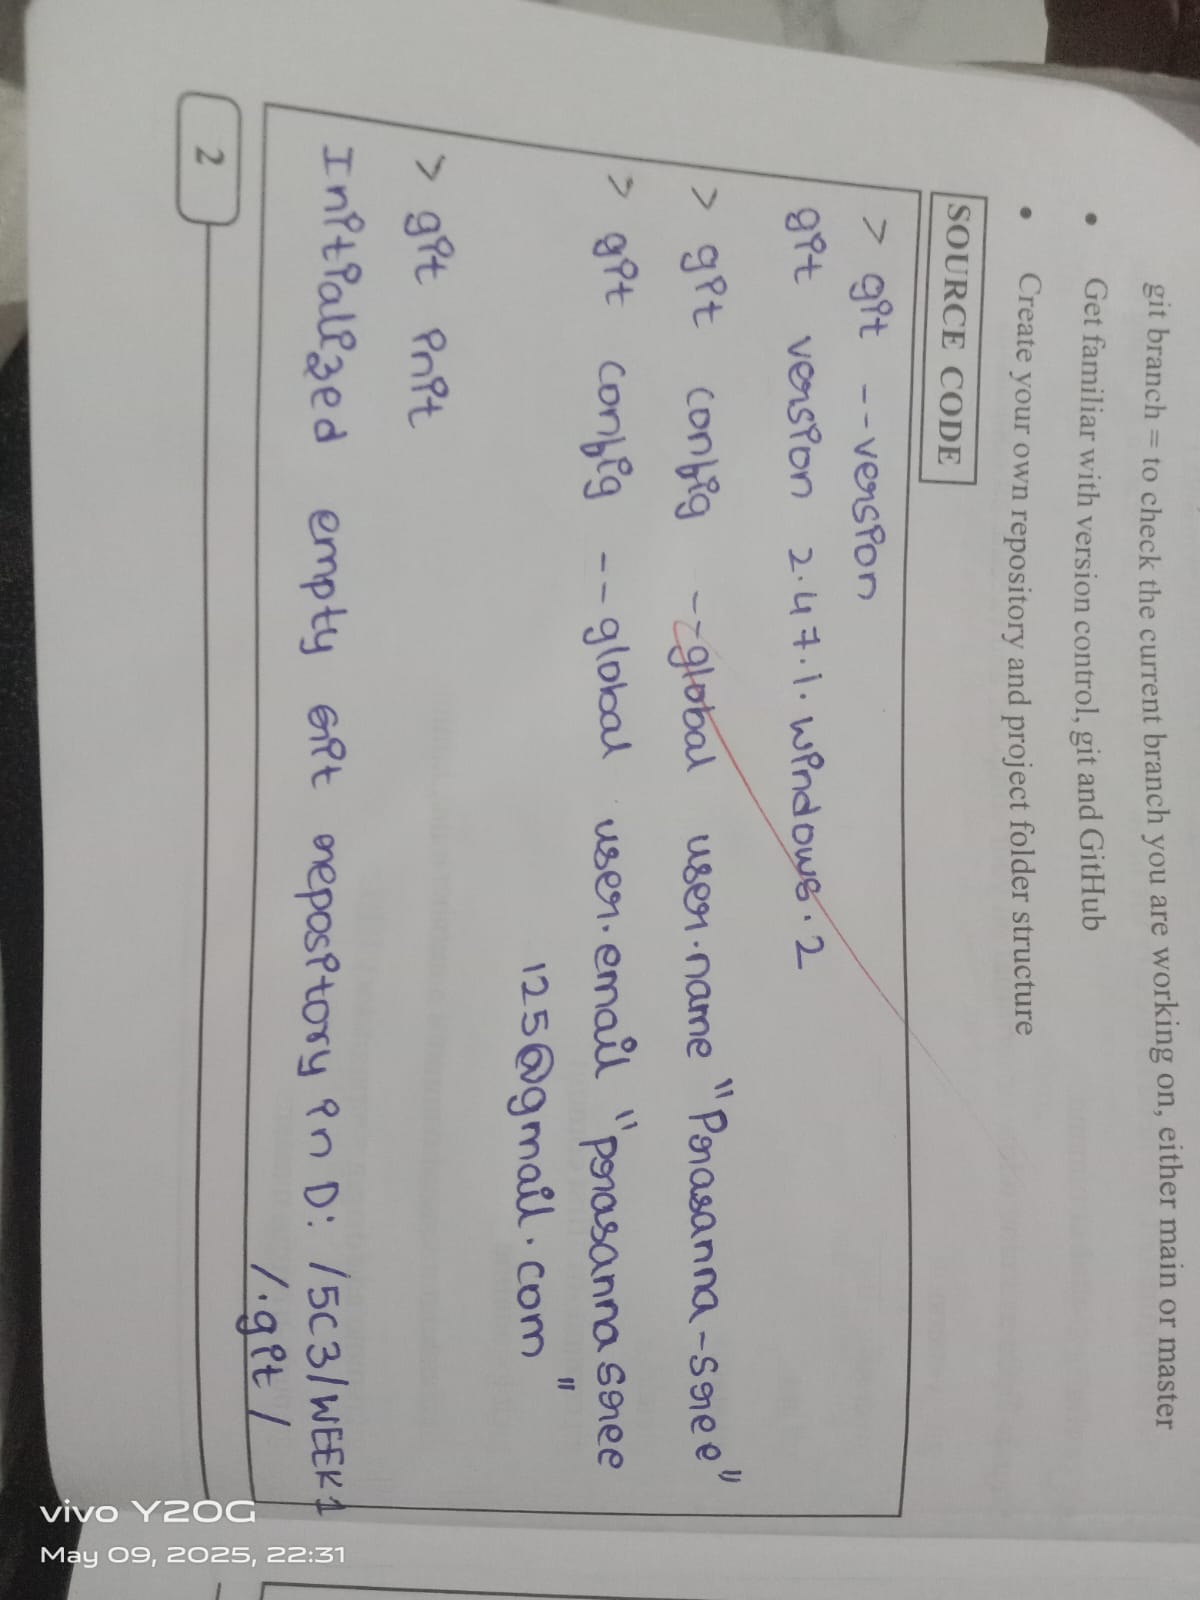 git branch = to check the current branch you are working on, either main or master
• Get familiar with version control, git and GitHub
• Create your own repository and project folder structure
SOURCE CODE
> git --version
git version 2.47.1.windows.2
> git config --global user.name "Prasanna-sree"
> git config --global user.email "prasannasree
125@gmail.com"
> git init
Initialized empty Git repository in D:/5C3/WEEK1
/.git/
2
vivo Y20G
May 09, 2025, 22:31